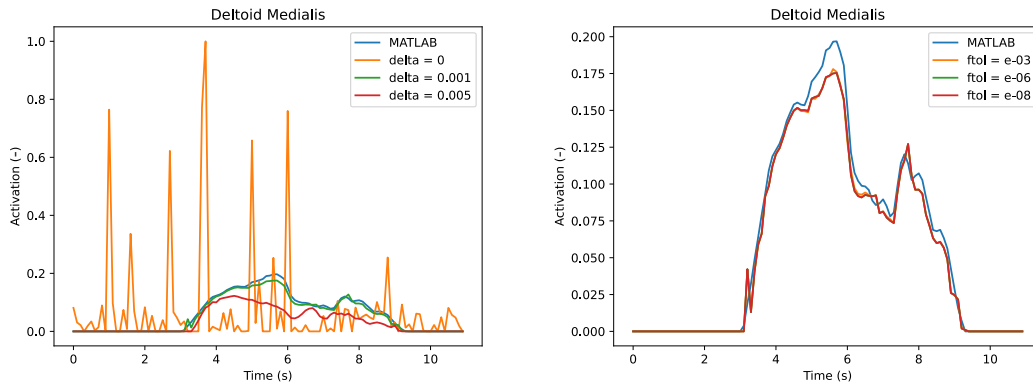 Deltoid Medialis
1.0
0.8
0.6
0.4
0.2
0.0
Activation (–)
0
2
4
6
8
10
Time (s)
MATLAB
delta = 0
delta = 0.001
delta = 0.005
Deltoid Medialis
0.200
0.175
0.150
0.125
0.100
0.075
0.050
0.025
0.000
Activation (–)
0
2
4
6
8
10
Time (s)
MATLAB
ftol = e-03
ftol = e-06
ftol = e-08